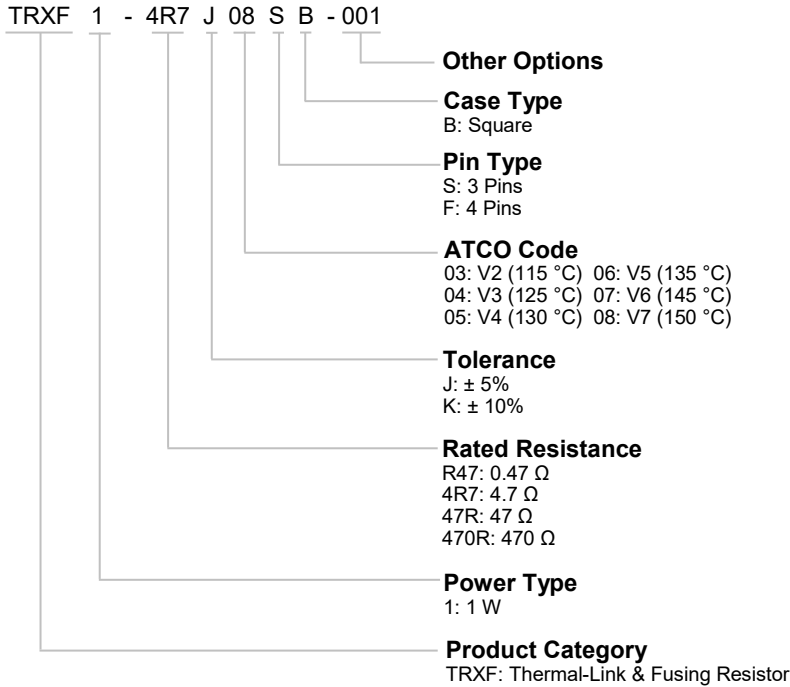 TRXF 1 - 4R7 J 08 S B - 001
Other Options
Case Type
B: Square
Pin Type
S: 3 Pins
F: 4 Pins
ATCO Code
03: V2 (115 °C) 06: V5 (135 °C)
04: V3 (125 °C) 07: V6 (145 °C)
05: V4 (130 °C) 08: V7 (150 °C)
Tolerance
J: ± 5%
K: ± 10%
Rated Resistance
R47: 0.47 Ω
4R7: 4.7 Ω
47R: 47 Ω
470R: 470 Ω
Power Type
1: 1 W
Product Category
TRXF: Thermal-Link & Fusing Resistor